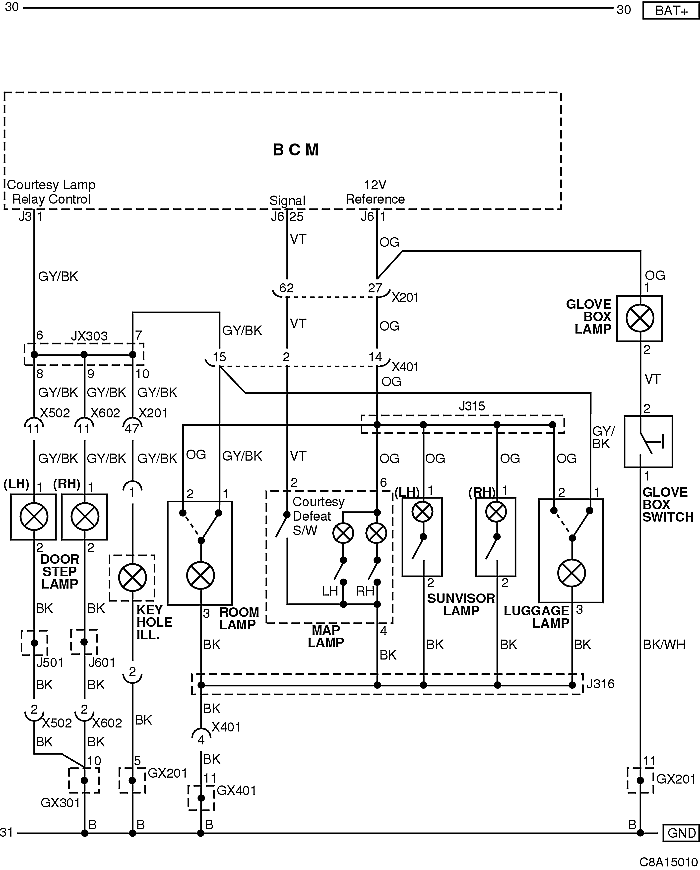 30
30 BAT+
BCM
Courtesy Lamp
Relay Control
Signal
12V
Reference
J3 1
J6 25
J6 1
VT
OG
OG
GY/BK
62
27
X201
1
GLOVE
BOX
LAMP
VT
OG
6
JX303
7
GY/BK
2
15
2
14
X401
8
9
10
OG
VT
GY/BK
GY/BK
GY/BK
J315
2
X502
X602
X201
11
11
47
GY/
BK
GY/BK
GY/BK
GY/BK
OG
GY/BK
VT
OG
OG
OG
OG
1
GLOVE
BOX
SWITCH
(LH)
1
(RH)
1
1
2
1
2
6
(LH)
1
(RH)
1
2
1
Courtesy
Defeat
S/W
2
2
DOOR
STEP
LAMP
LH
RH
2
2
BK
BK
KEY
HOLE
ILL.
3
ROOM
LAMP
SUNVISOR
LAMP
LUGGAGE
LAMP
3
MAP
LAMP
4
BK
BK
BK
BK
BK
BK/WH
J501
J601
2
BK
BK
J316
2
X502
2
X602
BK
BK
X401
4
BK
BK
BK
10
5
GX201
11
11
GX201
GX301
GX401
31
B
B
B
B
GND
C8A15010